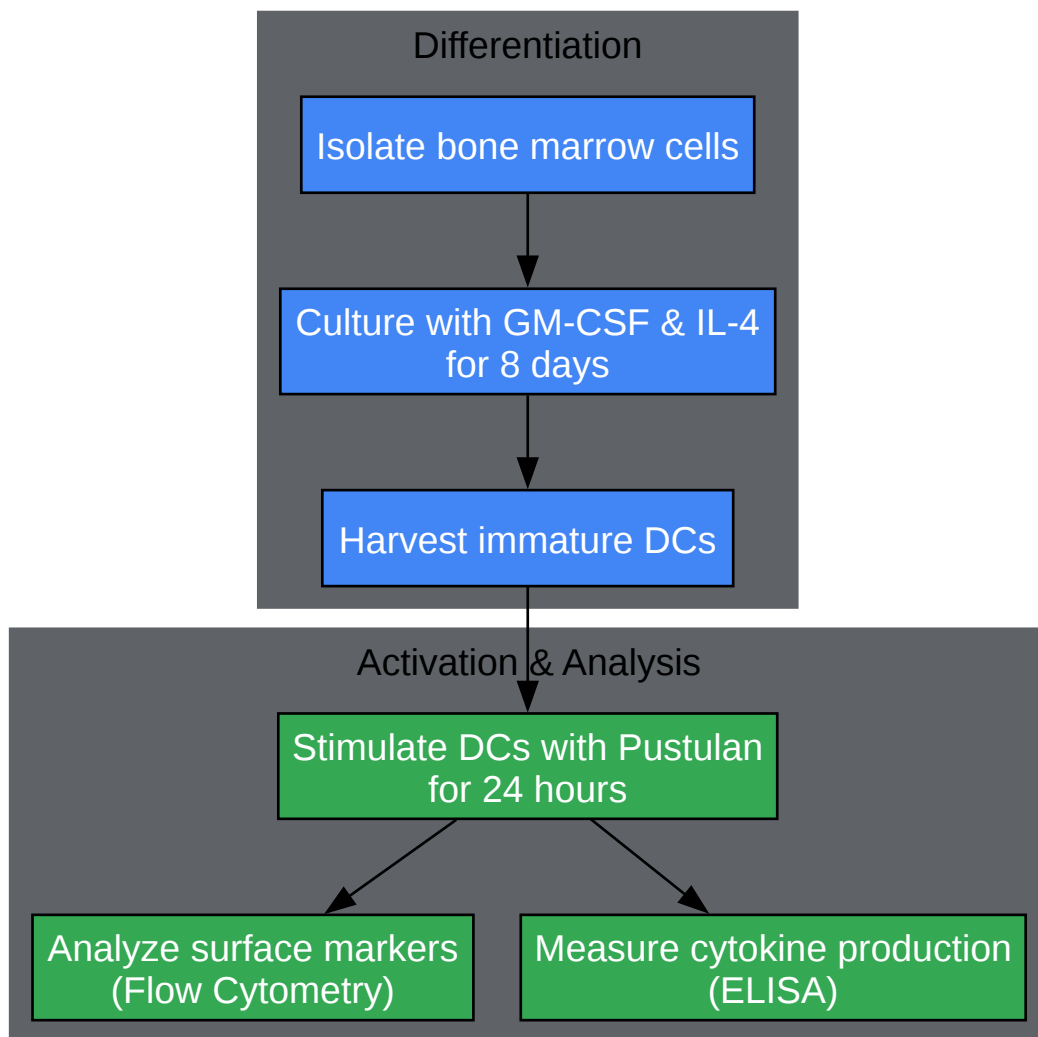 Differentiation
Isolate bone marrow cells
Culture with GM-CSF & IL-4
for 8 days
Harvest immature DCs
Activation & Analysis
Stimulate DCs with Pustulan
for 24 hours
Analyze surface markers
(Flow Cytometry)
Measure cytokine production
(ELISA)